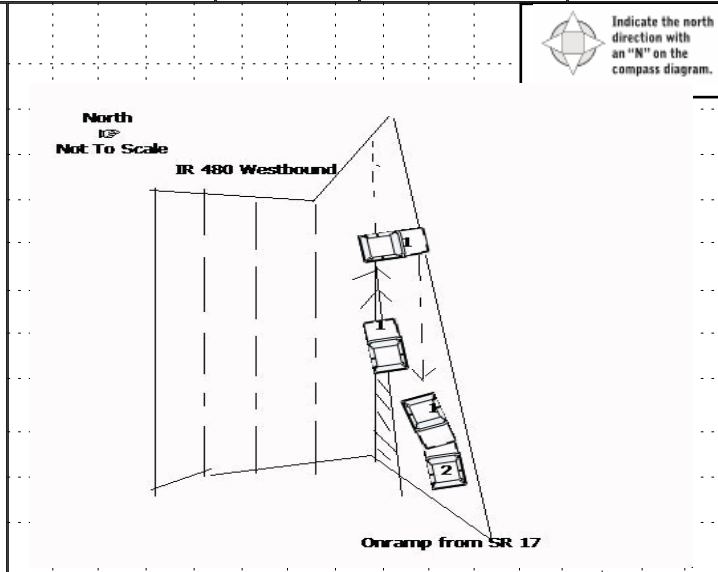 Indicate the north
direction with
an "N" on the
compass diagram.
North
Not To Scale
IR 480 Westbound
1
1
1
2
Onramp from SR 17